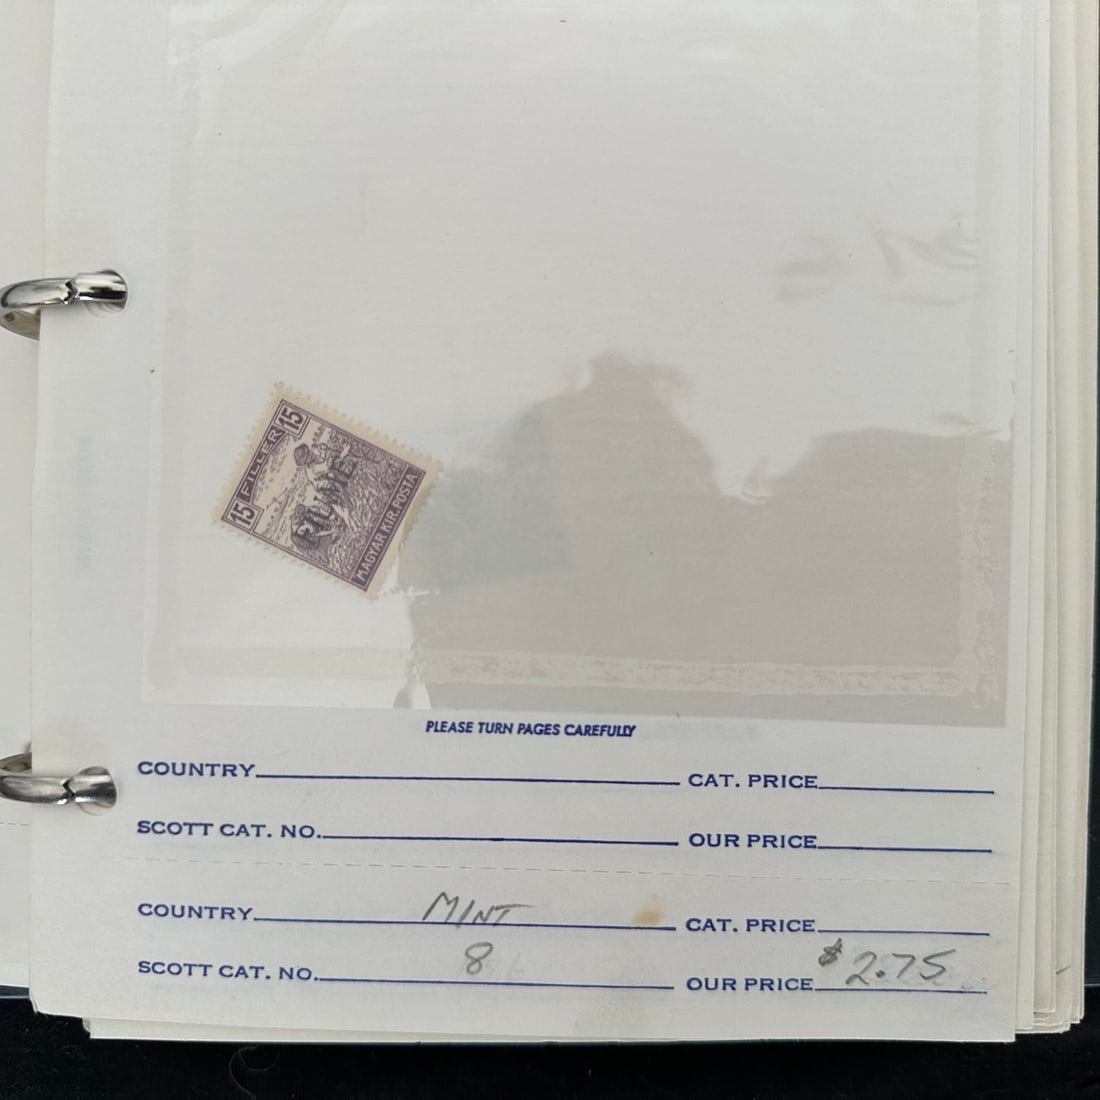 15 FILLER 15
FIUME
MAGYAR KIR. POSTA
PLEASE TURN PAGES CAREFULLY
COUNTRY CAT. PRICE
SCOTT CAT. NO. OUR PRICE
COUNTRY MINT CAT. PRICE
SCOTT CAT. NO. 8 OUR PRICE $2.75